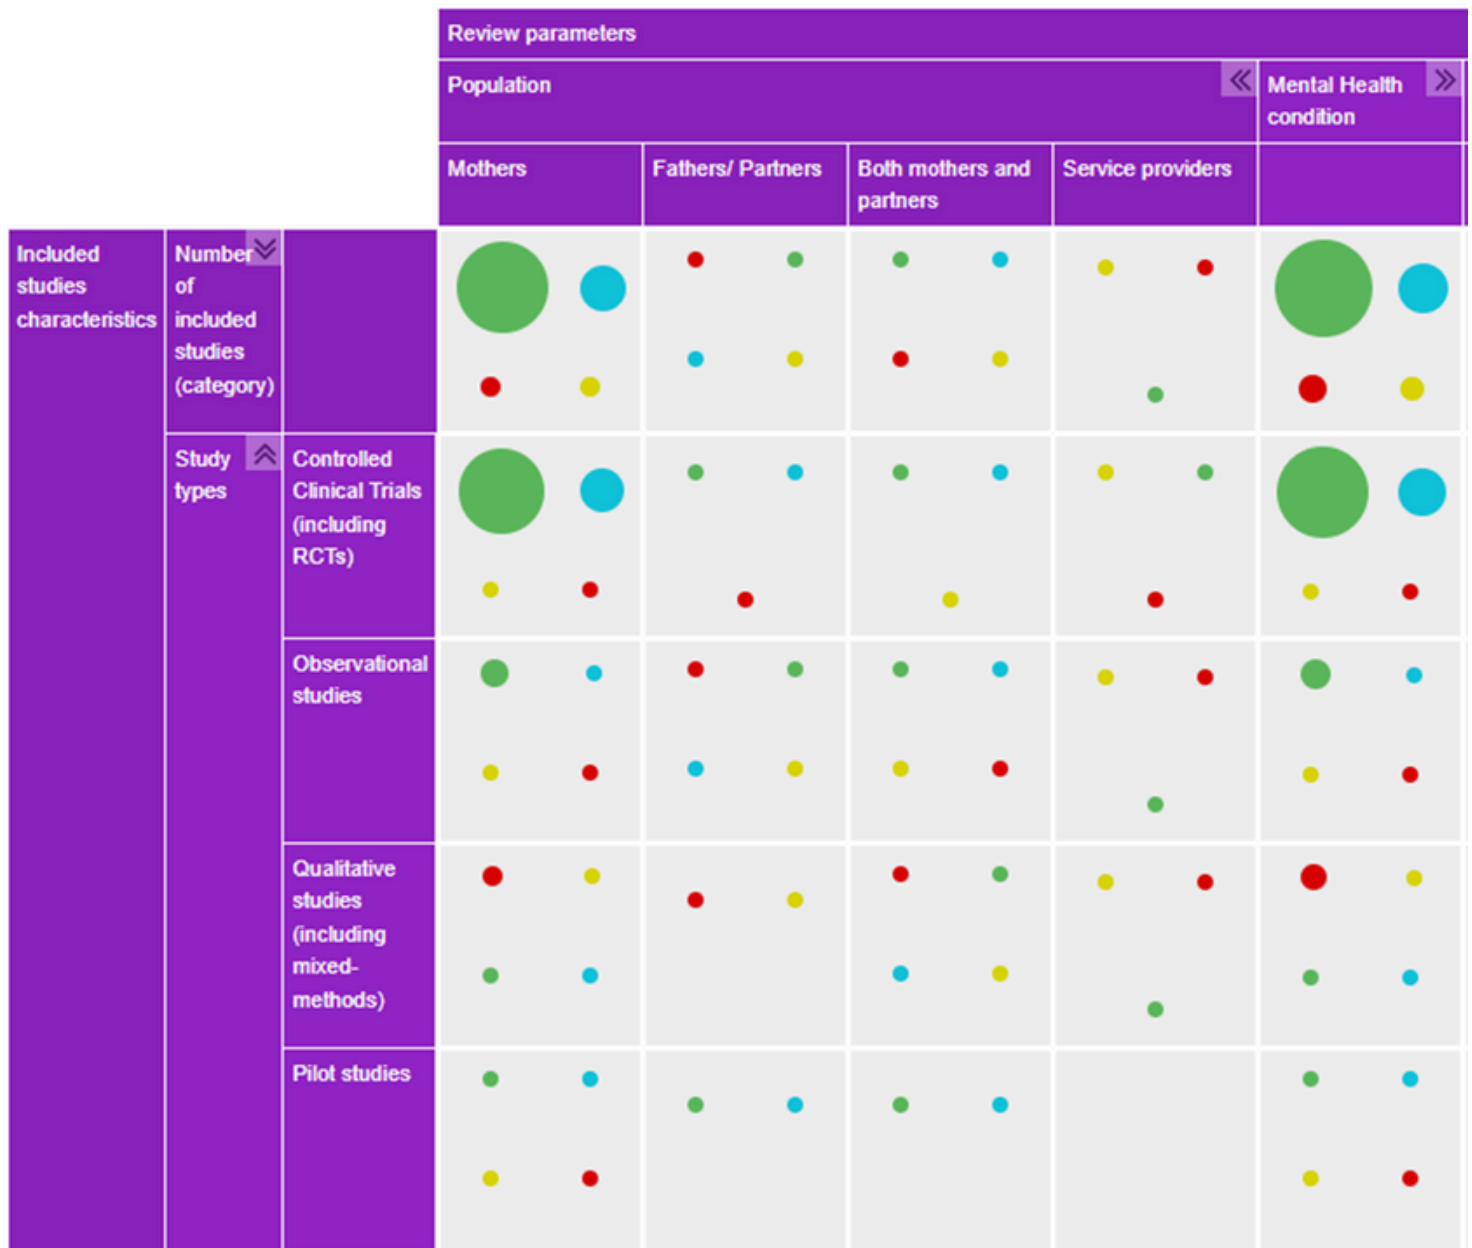 Review parameters
Population
Mental Health
condition
Mothers
Fathers/ Partners
Both mothers and
partners
Service providers
Included
studies
characteristics
Number
of
included
studies
(category)
Study
types
Controlled
Clinical Trials
(including
RCTs)
Observational
studies
Qualitative
studies
(including
mixed-
methods)
Pilot studies